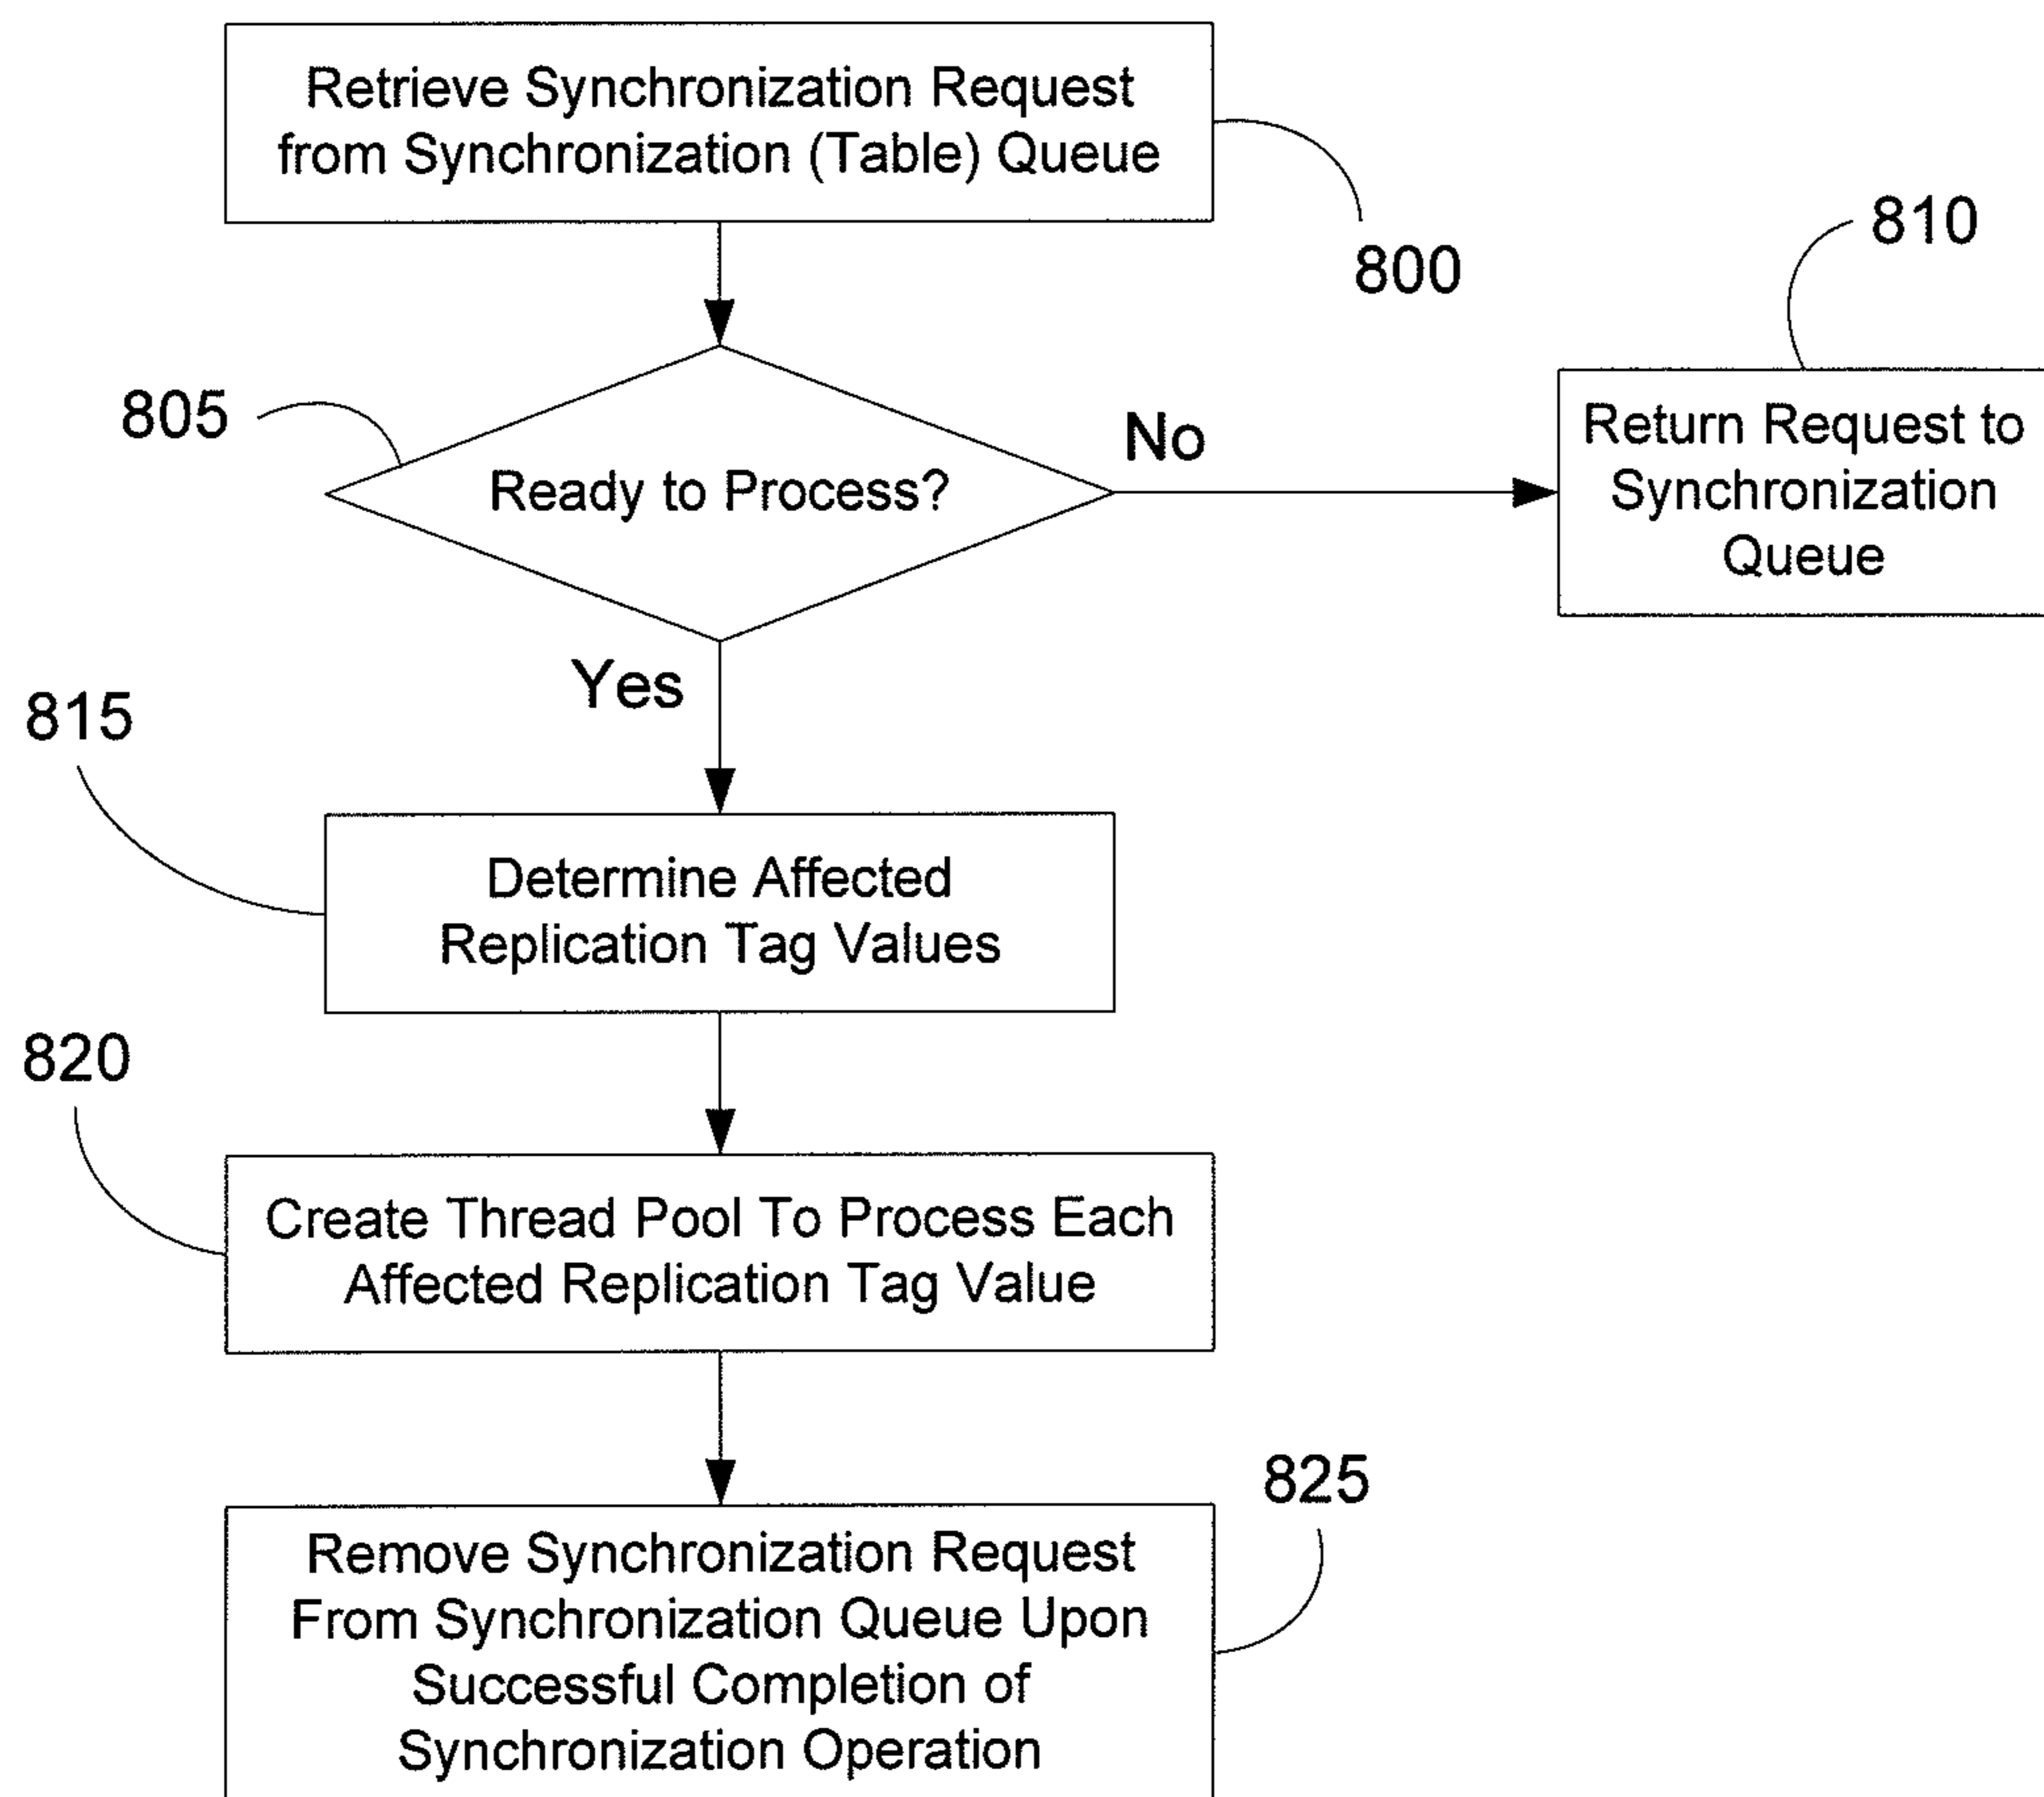 Retrieve Synchronization Request
from Synchronization (Table) Queue
800
810
805
Ready to Process?
No
Return Request to
Synchronization
Queue
Yes
815
Determine Affected
Replication Tag Values
820
Create Thread Pool To Process Each
Affected Replication Tag Value
825
Remove Synchronization Request
From Synchronization Queue Upon
Successful Completion of
Synchronization Operation